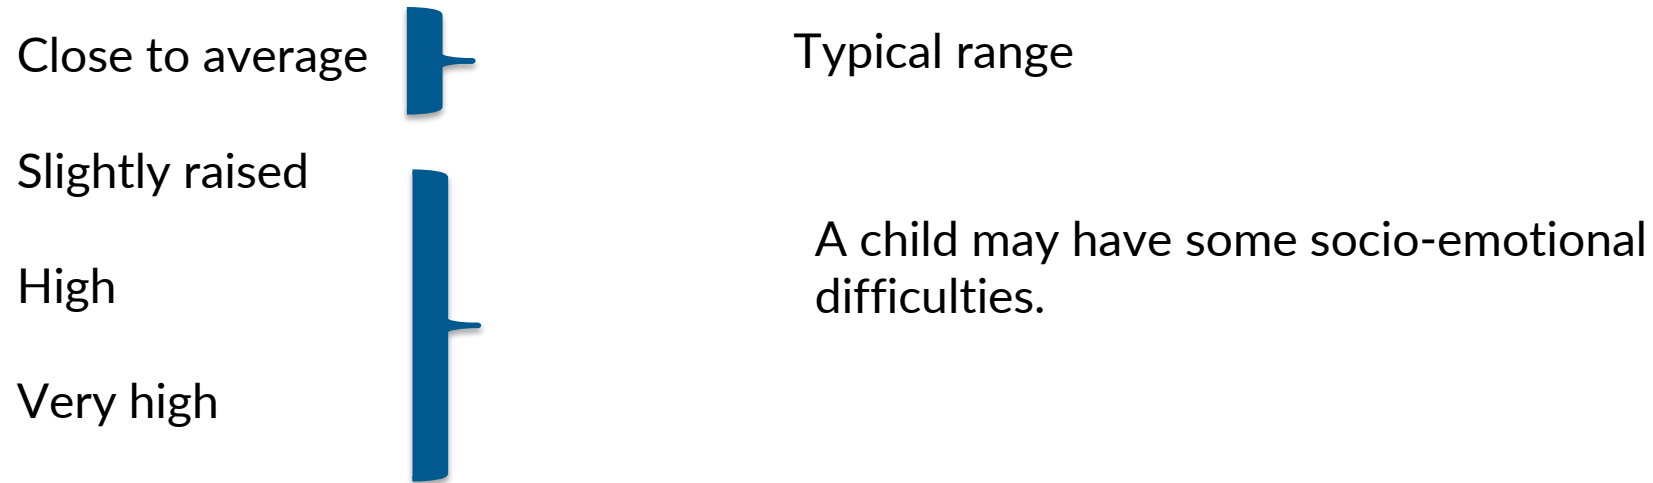 Close to average
Typical range
Slightly raised
A child may have some socio-emotional
difficulties.
High
Very high